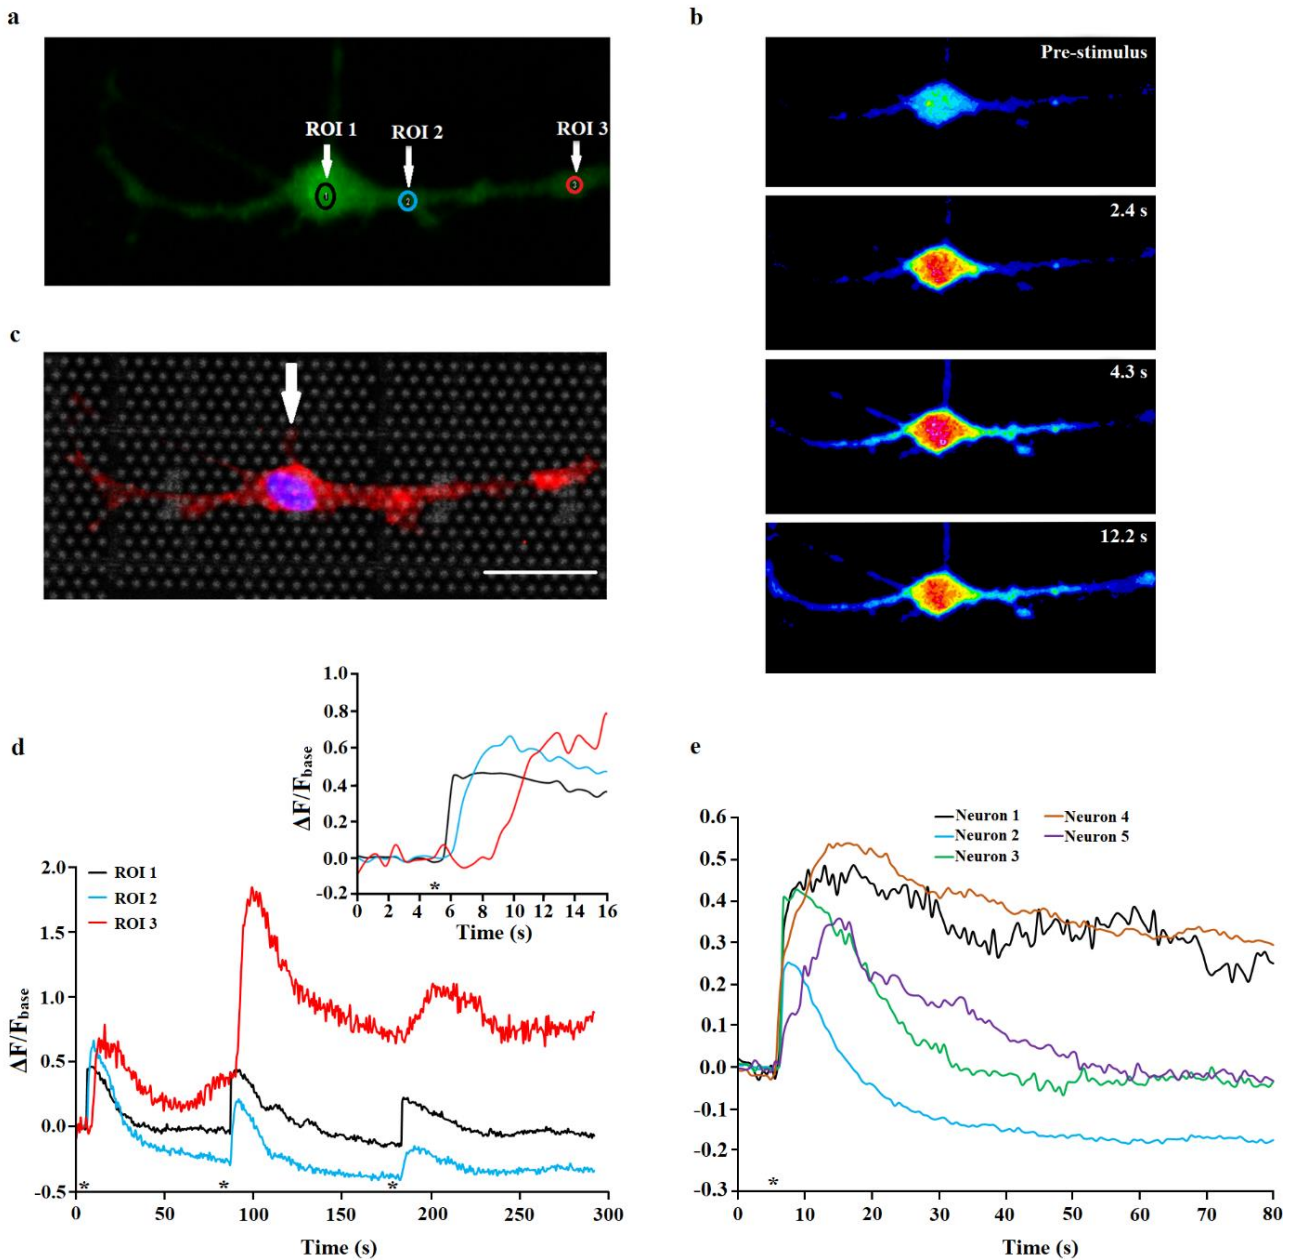 a
ROI 1
ROI 2
ROI 3
1
2
3
b
Pre-stimulus
2.4 s
4.3 s
12.2 s
c
d
ΔF/Fbase
1.0
0.8
0.6
0.4
0.2
0.0
-0.2
0 2 4 6 8 10 12 14 16
*
Time (s)
ROI 1
ROI 2
ROI 3
ΔF/Fbase
2.0
1.5
1.0
0.5
0.0
-0.5
* * *
0 50 100 150 200 250 300
Time (s)
e
Neuron 1 Neuron 4
Neuron 2 Neuron 5
Neuron 3
0.6
0.5
0.4
0.3
0.2
0.1
0.0
-0.1
-0.2
-0.3
*
0 10 20 30 40 50 60 70 80
Time (s)